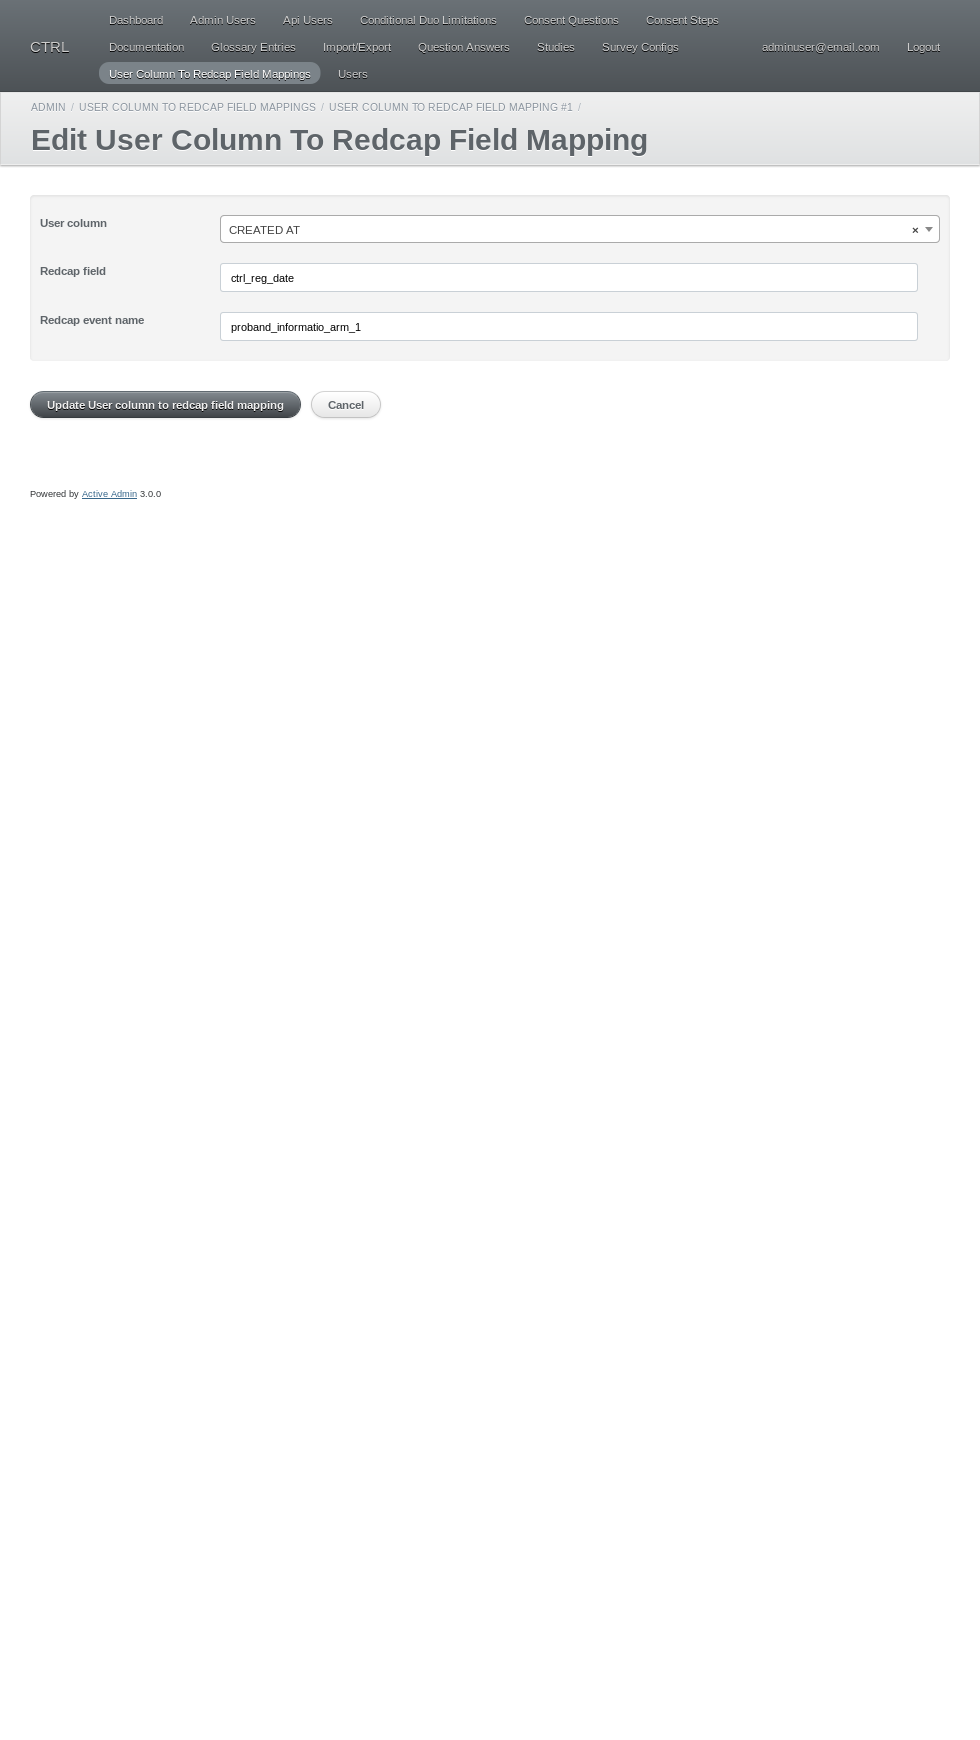 Dashboard Admin Users Api Users Conditional Duo Limitations Consent Questions Consent Steps
CTRL Documentation Glossary Entries Import/Export Question Answers Studies Survey Configs adminuser@email.com Logout
User Column To Redcap Field Mappings Users
ADMIN / USER COLUMN TO REDCAP FIELD MAPPINGS / USER COLUMN TO REDCAP FIELD MAPPING #1 /
Edit User Column To Redcap Field Mapping
User column CREATED AT ×
Redcap field ctrl_reg_date
Redcap event name proband_informatio_arm_1
Update User column to redcap field mapping Cancel
Powered by Active Admin 3.0.0